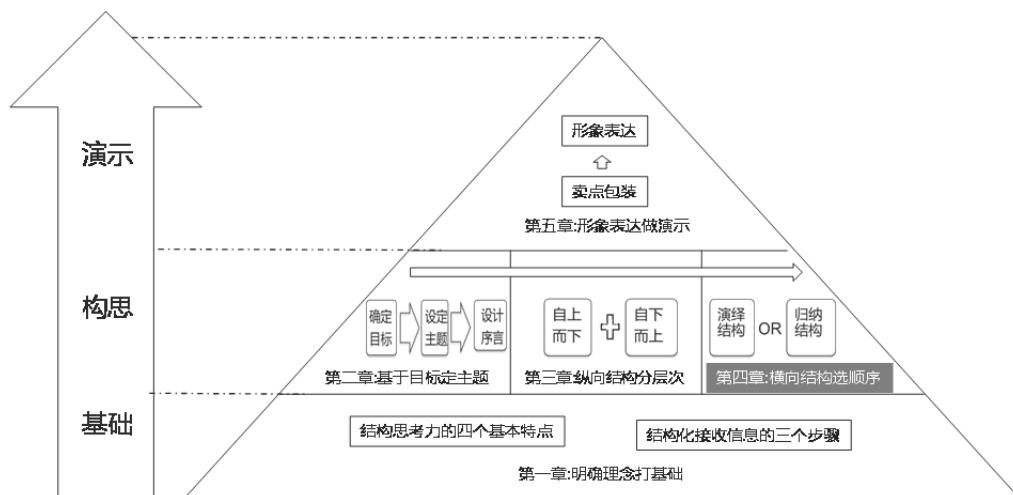 演示
形象表达
卖点包装
第五章:形象表达做演示
构思
确定
目标
设定
主题
设计
序言
第二章:基于目标定主题
自上
而下
自下
而上
第三章:纵向结构分层次
演绎
结构
OR
归纳
结构
第四章:横向结构选顺序
基础
结构思考力的四个基本特点
结构化接收信息的三个步骤
第一章:明确理念打基础